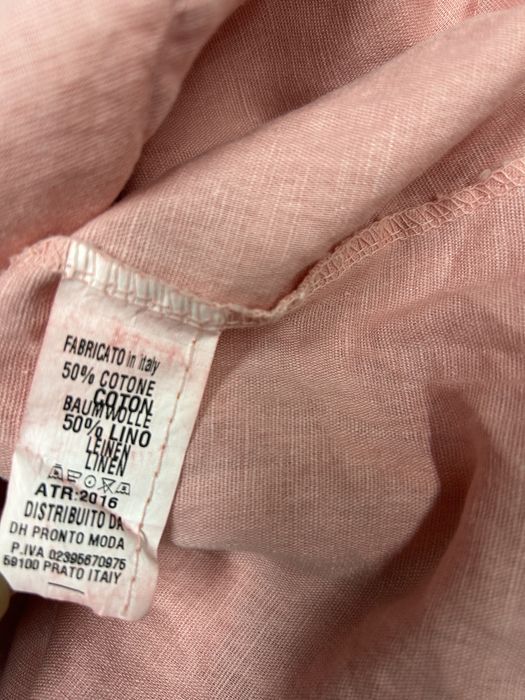 FABRICATO in italy
50% COTONE
COTON
BAUMWOLLE
50% LINO
LEINEN
LINEN
ATR:2016
DISTRIBUITO DA
DH PRONTO MODA
P.IVA 02395670975
59100 PRATO ITALY